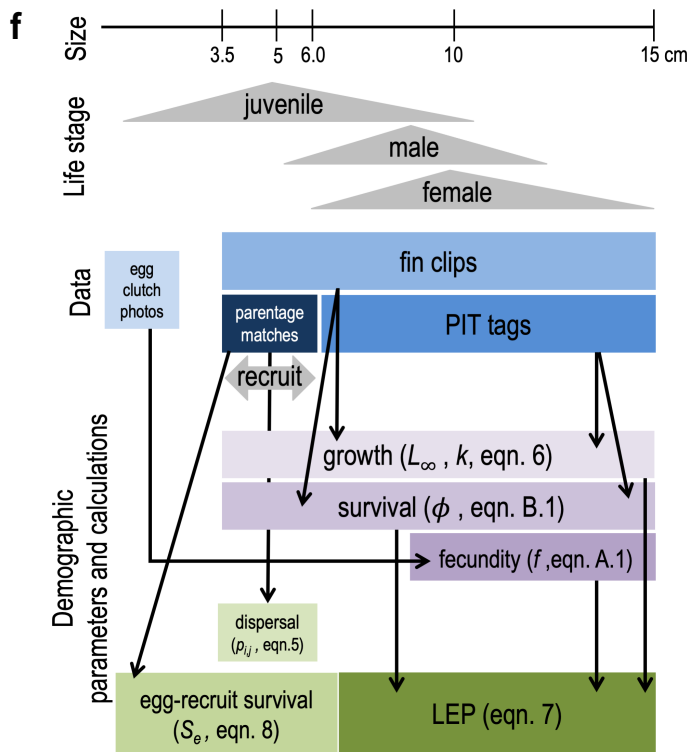 f
Size
3.5 5 6.0 10 15 cm
Life stage
juvenile
male
female
Data
egg
clutch
photos
fin clips
parentage
matches
PIT tags
recruit
Demographic
parameters and calculations
growth (L∞ , k, eqn. 6)
survival (ϕ , eqn. B.1)
fecundity (f ,eqn. A.1)
dispersal
(pi,j , eqn.5)
egg-recruit survival
(Se , eqn. 8)
LEP (eqn. 7)